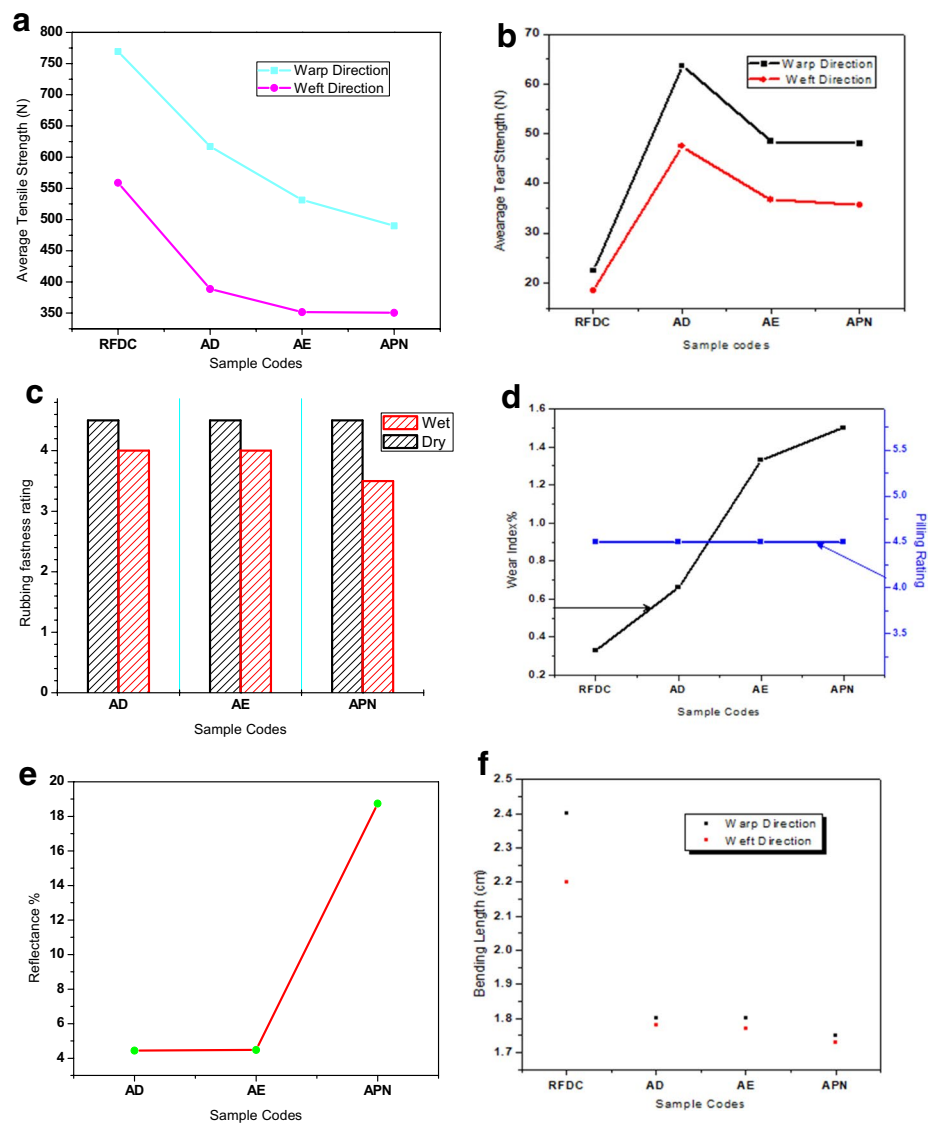 a
800
750
700
650
600
550
500
450
400
350
Average Tensile Strength (N)
Warp Direction
Weft Direction
RFDC AD AE APN
Sample Codes
b
70
60
50
40
30
20
Avearage Tear Strength (N)
Warp Direction
Weft Direction
RFDC AD AE APN
Sample codes
c
4
3
2
1
0
Rubbing fastness rating
Wet
Dry
AD AE APN
Sample Codes
d
1.6
1.4
1.2
1.0
0.8
0.6
0.4
0.2
Wear Index%
5.5
5.0
4.5
4.0
3.5
Pilling Rating
RFDC AD AE APN
Sample Codes
e
20
18
16
14
12
10
8
6
4
Reflectance %
AD AE APN
Sample Codes
f
2.5
2.4
2.3
2.2
2.1
2.0
1.9
1.8
1.7
Bending Length (cm)
Warp Direction
Weft Direction
RFDC AD AE APN
Sample Codes